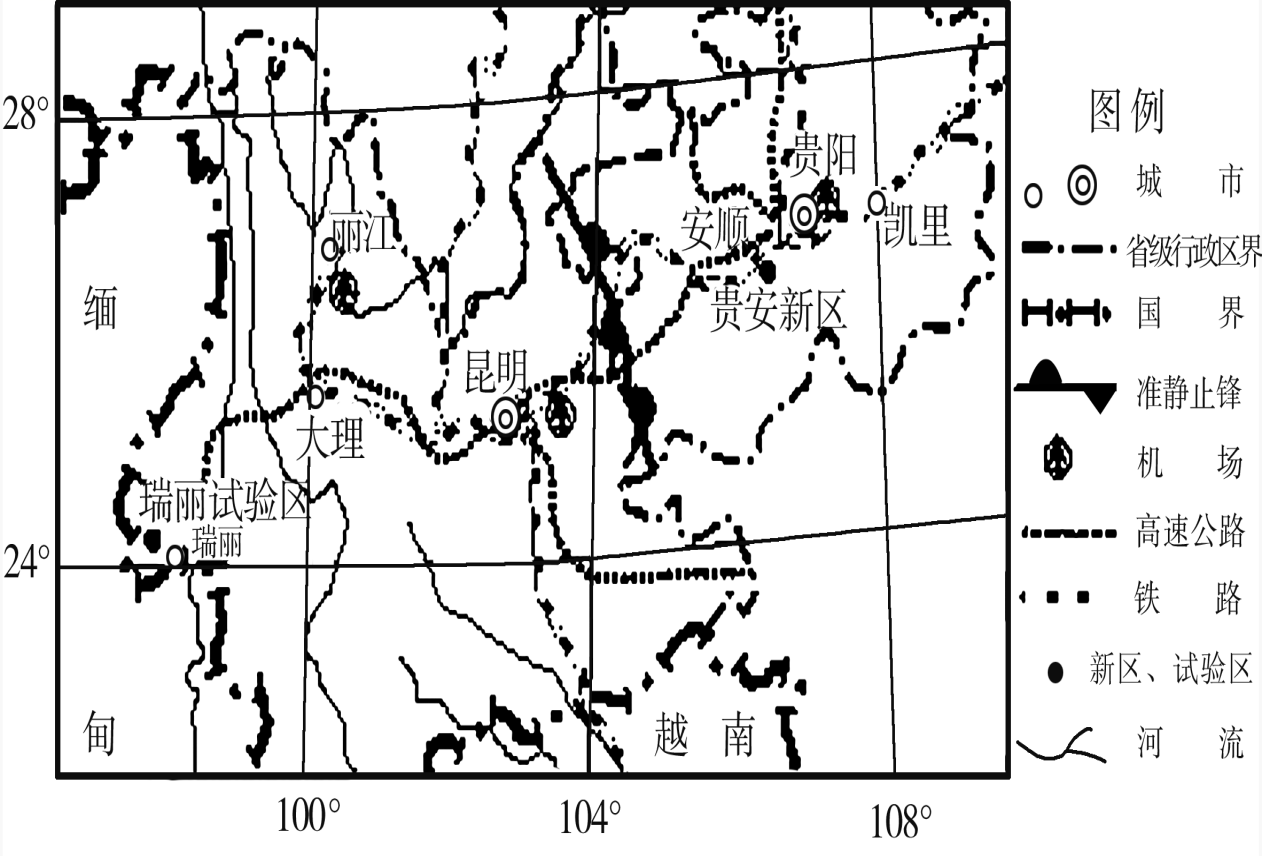 28°
24°
100°
104°
108°
缅
甸
越 南
丽江
大理
昆明
贵阳
安顺
凯里
贵安新区
瑞丽试验区
瑞丽
图例
城 市
省级行政区界
国 界
准静止锋
机 场
高速公路
铁 路
新区、试验区
河 流